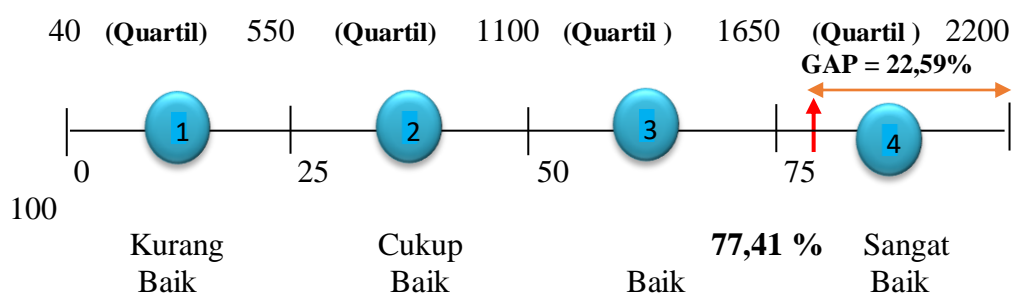 40 (Quartil) 550 (Quartil) 1100 (Quartil ) 1650 (Quartil ) 2200
GAP = 22,59%
1 2 3 4
0 25 50 75
100
Kurang Cukup 77,41 % Sangat
Baik Baik Baik Baik